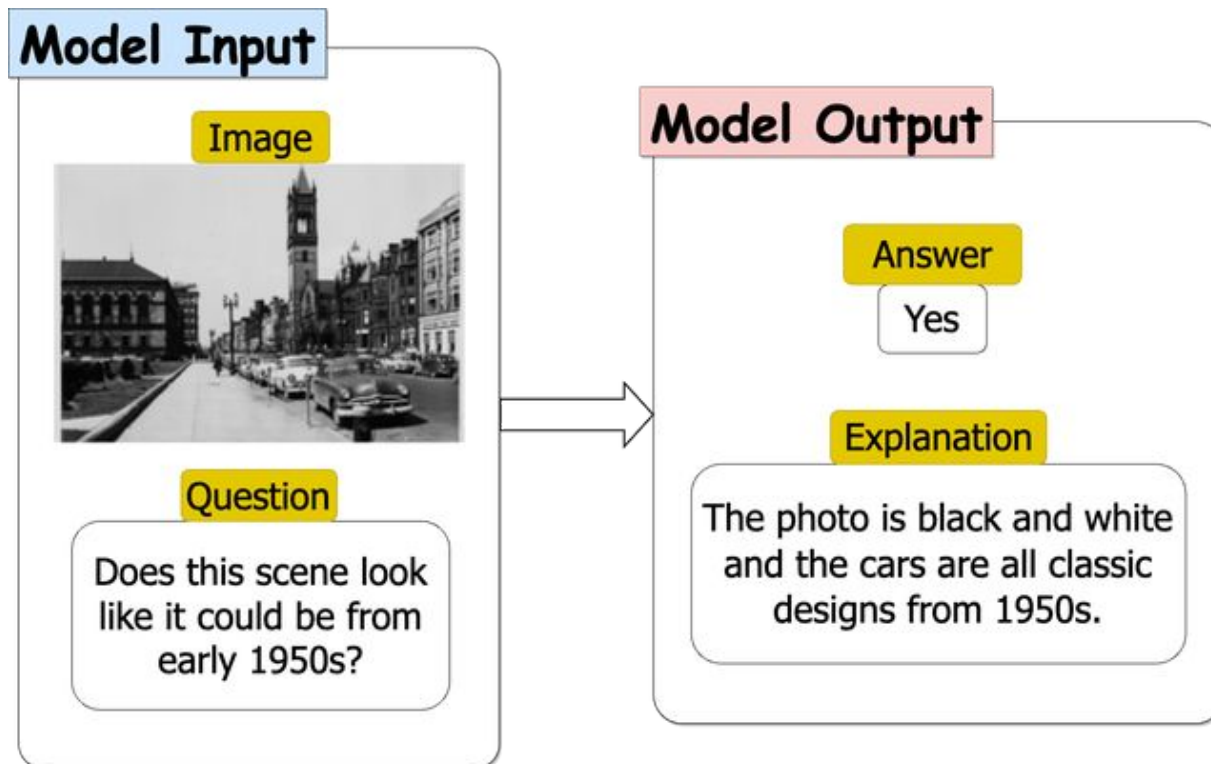 Model Input
Image
Question
Does this scene look
like it could be from
early 1950s?
Model Output
Answer
Yes
Explanation
The photo is black and white
and the cars are all classic
designs from 1950s.